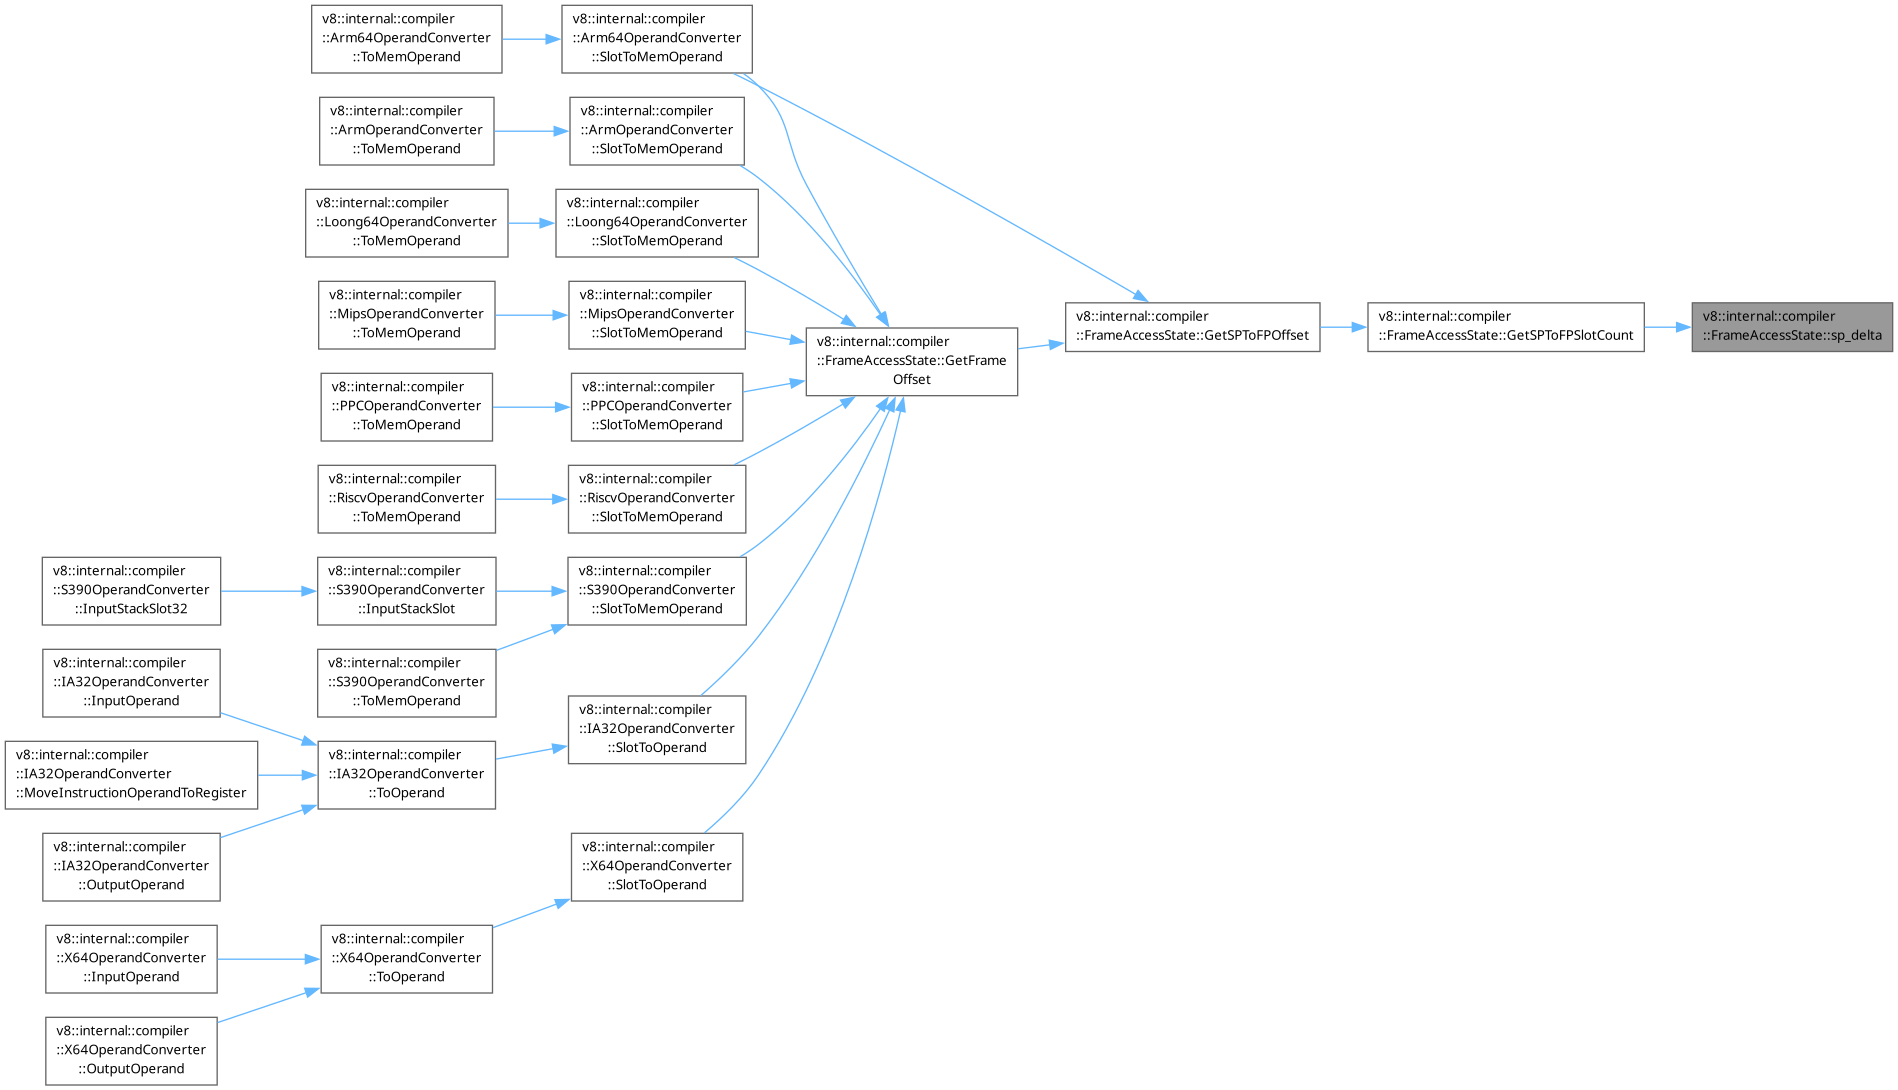 v8::internal::compiler
::Arm64OperandConverter
::ToMemOperand
v8::internal::compiler
::Arm64OperandConverter
::SlotToMemOperand
v8::internal::compiler
::ArmOperandConverter
::ToMemOperand
v8::internal::compiler
::ArmOperandConverter
::SlotToMemOperand
v8::internal::compiler
::Loong64OperandConverter
::ToMemOperand
v8::internal::compiler
::Loong64OperandConverter
::SlotToMemOperand
v8::internal::compiler
::MipsOperandConverter
::ToMemOperand
v8::internal::compiler
::MipsOperandConverter
::SlotToMemOperand
v8::internal::compiler
::FrameAccessState::GetFrame
Offset
v8::internal::compiler
::FrameAccessState::GetSPToFPOffset
v8::internal::compiler
::FrameAccessState::GetSPToFPSlotCount
v8::internal::compiler
::FrameAccessState::sp_delta
v8::internal::compiler
::PPCOperandConverter
::ToMemOperand
v8::internal::compiler
::PPCOperandConverter
::SlotToMemOperand
v8::internal::compiler
::RiscvOperandConverter
::ToMemOperand
v8::internal::compiler
::RiscvOperandConverter
::SlotToMemOperand
v8::internal::compiler
::S390OperandConverter
::InputStackSlot32
v8::internal::compiler
::S390OperandConverter
::InputStackSlot
v8::internal::compiler
::S390OperandConverter
::SlotToMemOperand
v8::internal::compiler
::IA32OperandConverter
::InputOperand
v8::internal::compiler
::S390OperandConverter
::ToMemOperand
v8::internal::compiler
::IA32OperandConverter
::SlotToOperand
v8::internal::compiler
::IA32OperandConverter
::MoveInstructionOperandToRegister
v8::internal::compiler
::IA32OperandConverter
::ToOperand
v8::internal::compiler
::IA32OperandConverter
::OutputOperand
v8::internal::compiler
::X64OperandConverter
::SlotToOperand
v8::internal::compiler
::X64OperandConverter
::InputOperand
v8::internal::compiler
::X64OperandConverter
::ToOperand
v8::internal::compiler
::X64OperandConverter
::OutputOperand